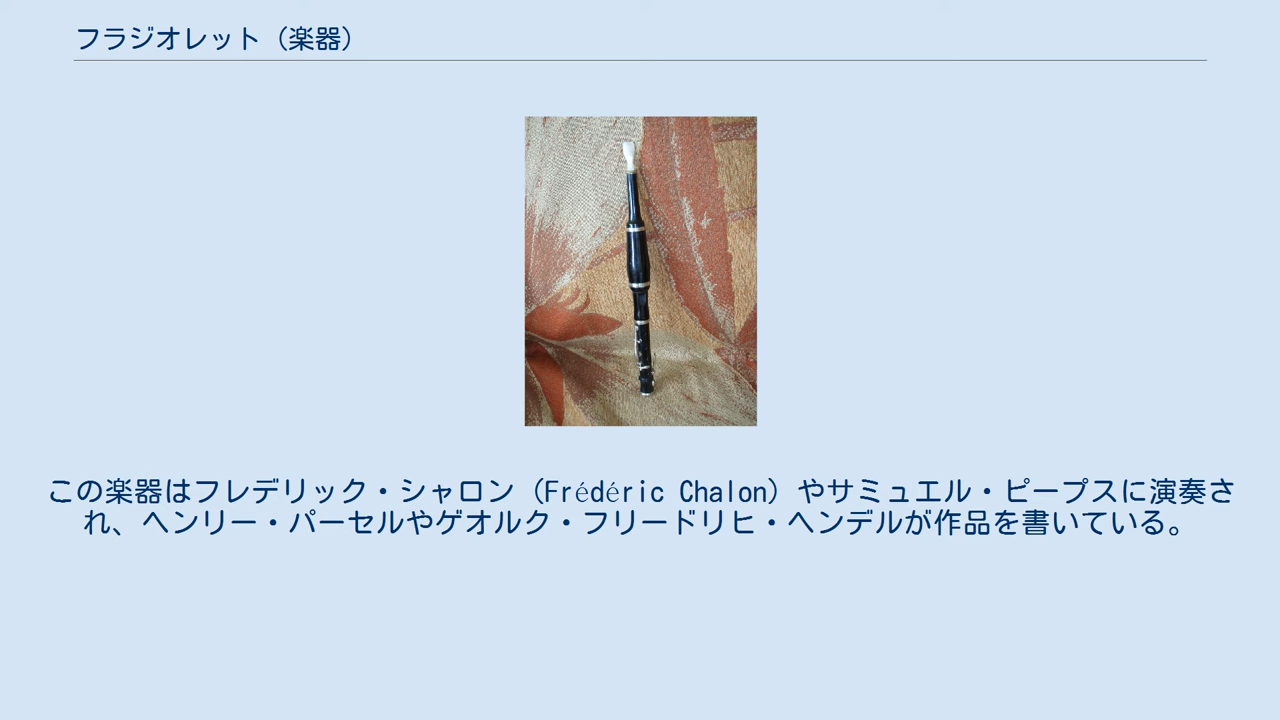 フラジオレット（楽器）
この楽器はフレデリック・シャロン（Frédéric Chalon）やサミュエル・ピープスに演奏さ
れ、ヘンリー・パーセルやゲオルク・フリードリヒ・ヘンデルが作品を書いている。